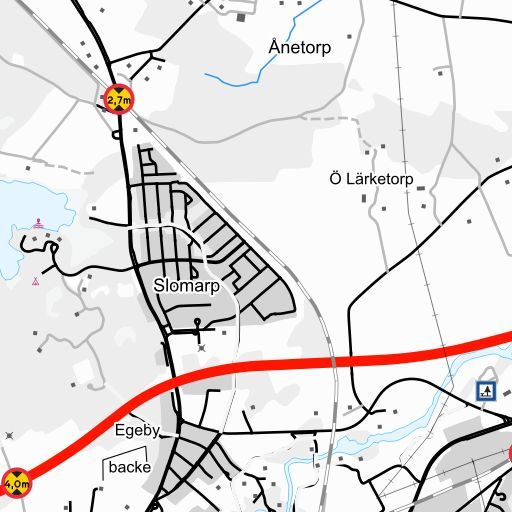 Ånetorp
2,7m
Ö Lärketorp
Slomarp
Egeby
backe
4,0m